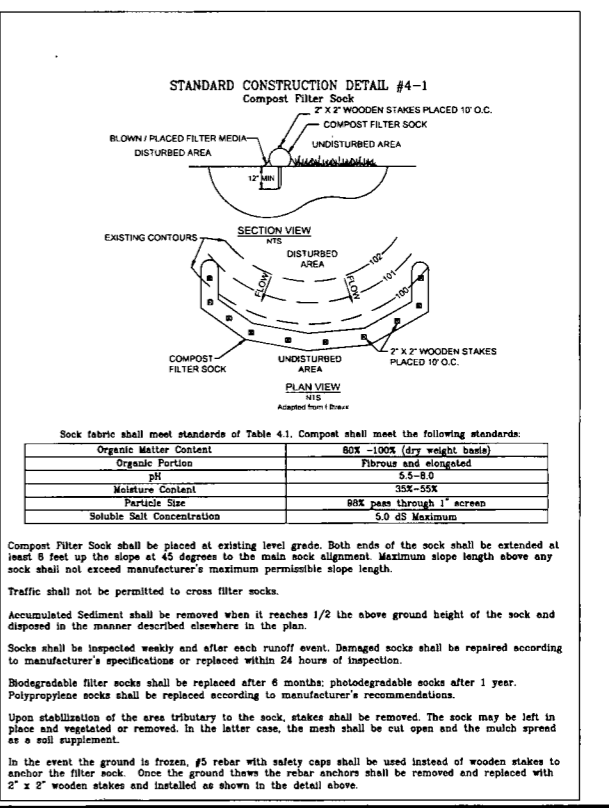 STANDARD CONSTRUCTION DETAIL #4-1
Compost Filter Sock
2" X 2" WOODEN STAKES PLACED 10' O.C.
COMPOST FILTER SOCK
BLOWN / PLACED FILTER MEDIA
UNDISTURBED AREA
DISTURBED AREA
12" MIN
SECTION VIEW
NTS
EXISTING CONTOURS
DISTURBED
AREA
102
101
100
FLOW
FLOW
2" X 2" WOODEN STAKES
PLACED 10' O.C.
COMPOST
FILTER SOCK
UNDISTURBED
AREA
PLAN VIEW
NTS
Adapted from
Sock fabric shall meet standards of Table 4.1. Compost shall meet the following standards:
Organic Matter Content 80% -100% (dry weight basis)
Organic Portion Fibrous and elongated
pH 5.5-8.0
Moisture Content 35%-55%
Particle Size 98% pass through 1" screen
Soluble Salt Concentration 5.0 dS Maximum
Compost Filter Sock shall be placed at existing level grade. Both ends of the sock shall be extended at
least 8 feet up the slope at 45 degrees to the main sock alignment. Maximum slope length above any
sock shall not exceed manufacturer's maximum permissible slope length.
Traffic shall not be permitted to cross filter socks.
Accumulated Sediment shall be removed when it reaches 1/2 the above ground height of the sock and
disposed in the manner described elsewhere in the plan.
Socks shall be inspected weekly and after each runoff event. Damaged socks shall be repaired according
to manufacturer's specifications or replaced within 24 hours of inspection.
Biodegradable filter socks shall be replaced after 6 months; photodegradable socks after 1 year.
Polypropylene socks shall be replaced according to manufacturer's recommendations.
Upon stabilization of the area tributary to the sock, stakes shall be removed. The sock may be left in
place and vegetated or removed. In the latter case, the mesh shall be cut open and the mulch spread
as a soil supplement.
In the event the ground is frozen, #5 rebar with safety caps shall be used instead of wooden stakes to
anchor the filter sock. Once the ground thaws the rebar anchors shall be removed and replaced with
2" x 2" wooden stakes and installed as shown in the detail above.